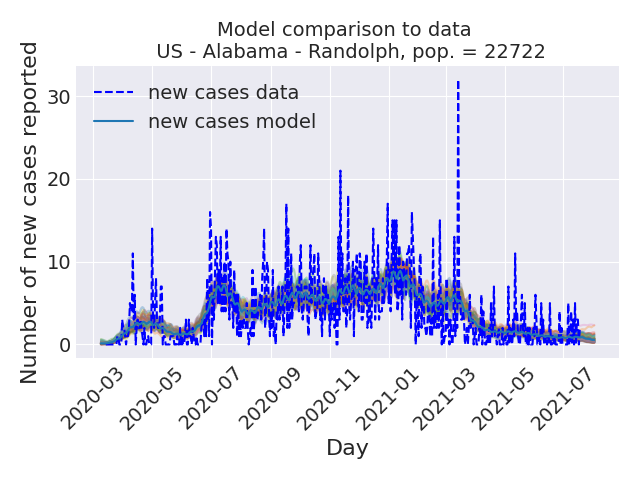 Model comparison to data
US - Alabama - Randolph, pop. = 22722
Number of new cases reported
30
20
10
0
new cases data
new cases model
2020-03
2020-05
2020-07
2020-09
2020-11
2021-01
2021-03
2021-05
2021-07
Day